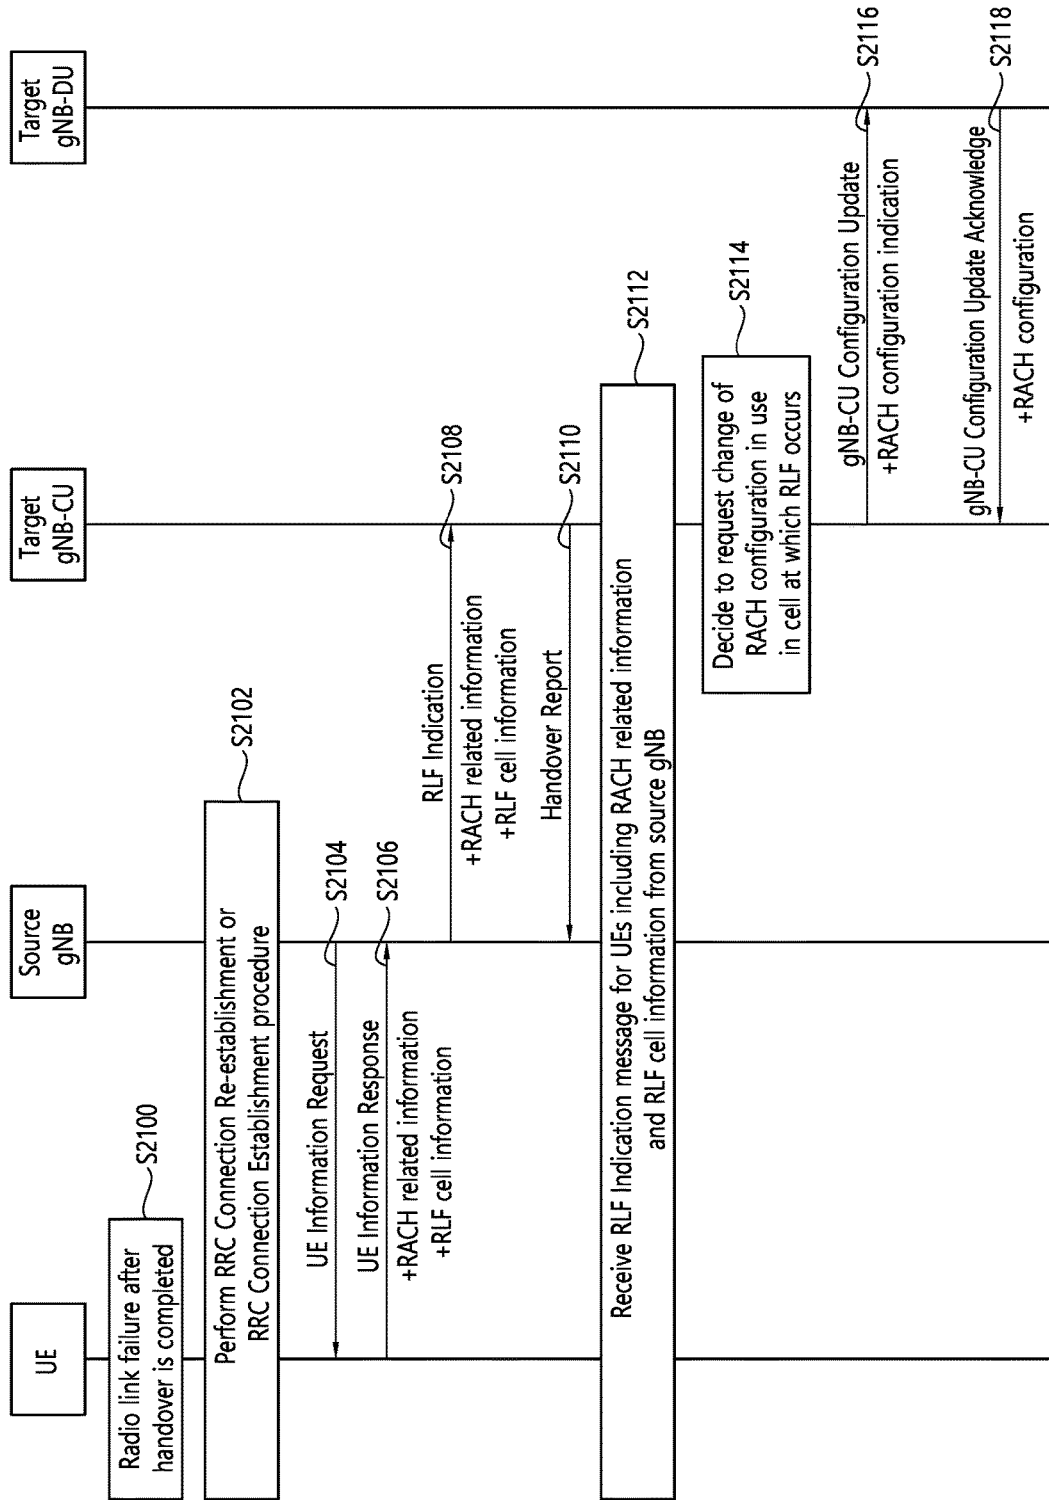 UE
Source
gNB
Target
gNB-CU
Target
gNB-DU
Radio link failure after
handover is completed
S2100
Perform RRC Connection Re-establishment or
RRC Connection Establishment procedure
S2102
UE Information Request
S2104
UE Information Response
+RACH related information
+RLF cell information
S2106
RLF Indication
+RACH related information
+RLF cell information
S2108
Handover Report
S2110
Receive RLF Indication message for UEs including RACH related information
and RLF cell information from source gNB
S2112
Decide to request change of
RACH configuration in use
in cell at which RLF occurs
S2114
gNB-CU Configuration Update
+RACH configuration indication
S2116
gNB-CU Configuration Update Acknowledge
+RACH configuration
S2118